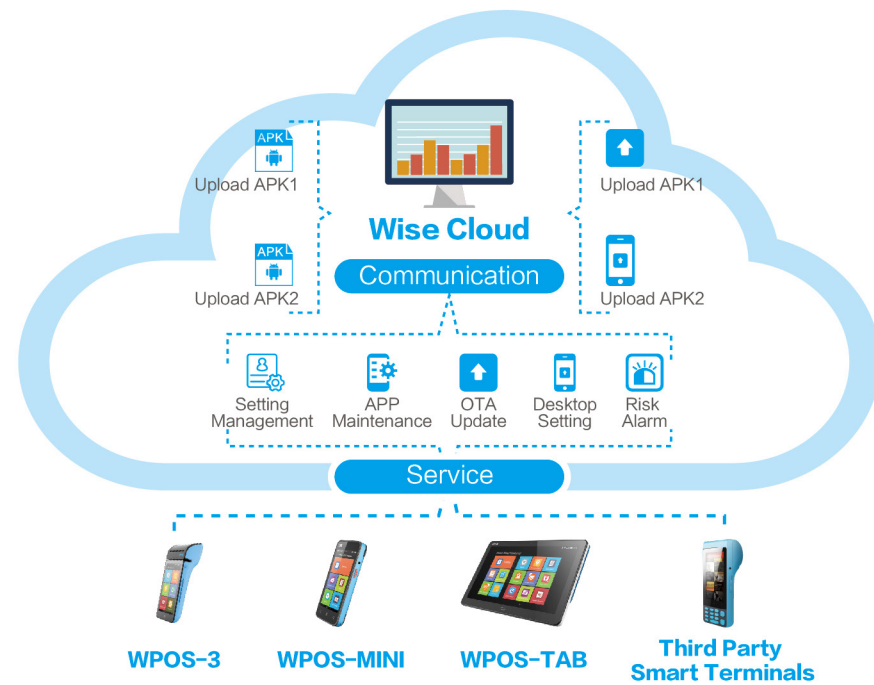 APK
Upload APK1
Upload APK1
Wise Cloud
APK
Upload APK2
Upload APK2
Communication
Setting
Management
APP
Maintenance
OTA
Update
Desktop
Setting
Risk
Alarm
Service
WPOS-3
WPOS-MINI
WPOS-TAB
Third Party
Smart Terminals